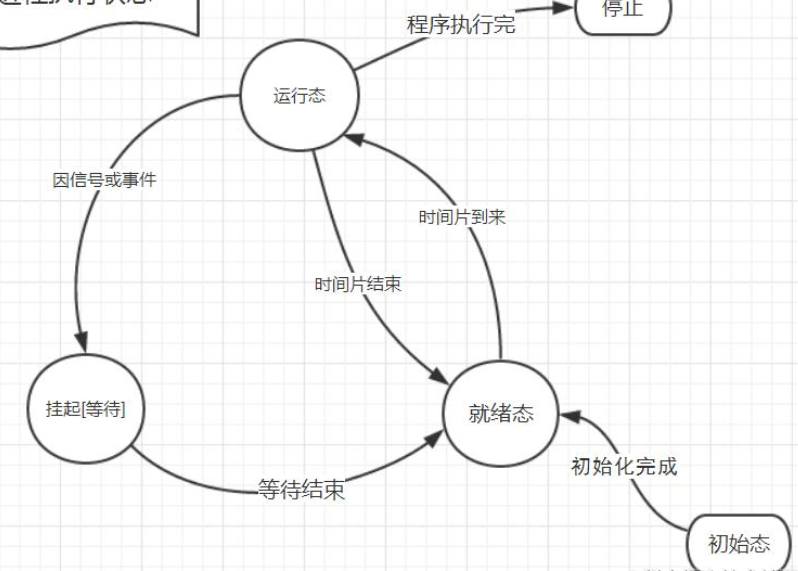 停止
程序执行完
运行态
因信号或事件
时间片到来
时间片结束
挂起[等待]
就绪态
初始化完成
等待结束
初始态